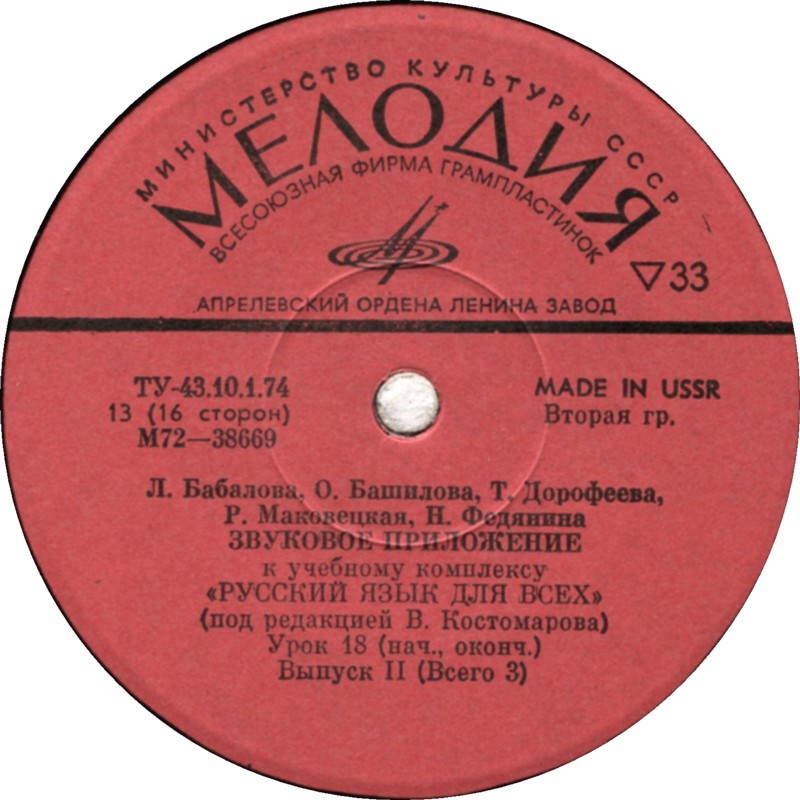 МИНИСТЕРСТВО КУЛЬТУРЫ СССР
МЕЛОДИЯ
ВСЕСОЮЗНАЯ ФИРМА ГРАМПЛАСТИНОК
▽33
АПРЕЛЕВСКИЙ ОРДЕНА ЛЕНИНА ЗАВОД
ТУ-43.10.1.74
13 (16 сторон)
М72—38669
MADE IN USSR
Вторая гр.
Л. Бабалова, О. Башилова, Т. Дорофеева,
Р. Маковецкая, Н. Федянина
ЗВУКОВОЕ ПРИЛОЖЕНИЕ
к учебному комплексу
«РУССКИЙ ЯЗЫК ДЛЯ ВСЕХ»
(под редакцией В. Костомарова)
Урок 18 (нач., оконч.)
Выпуск II (Всего 3)